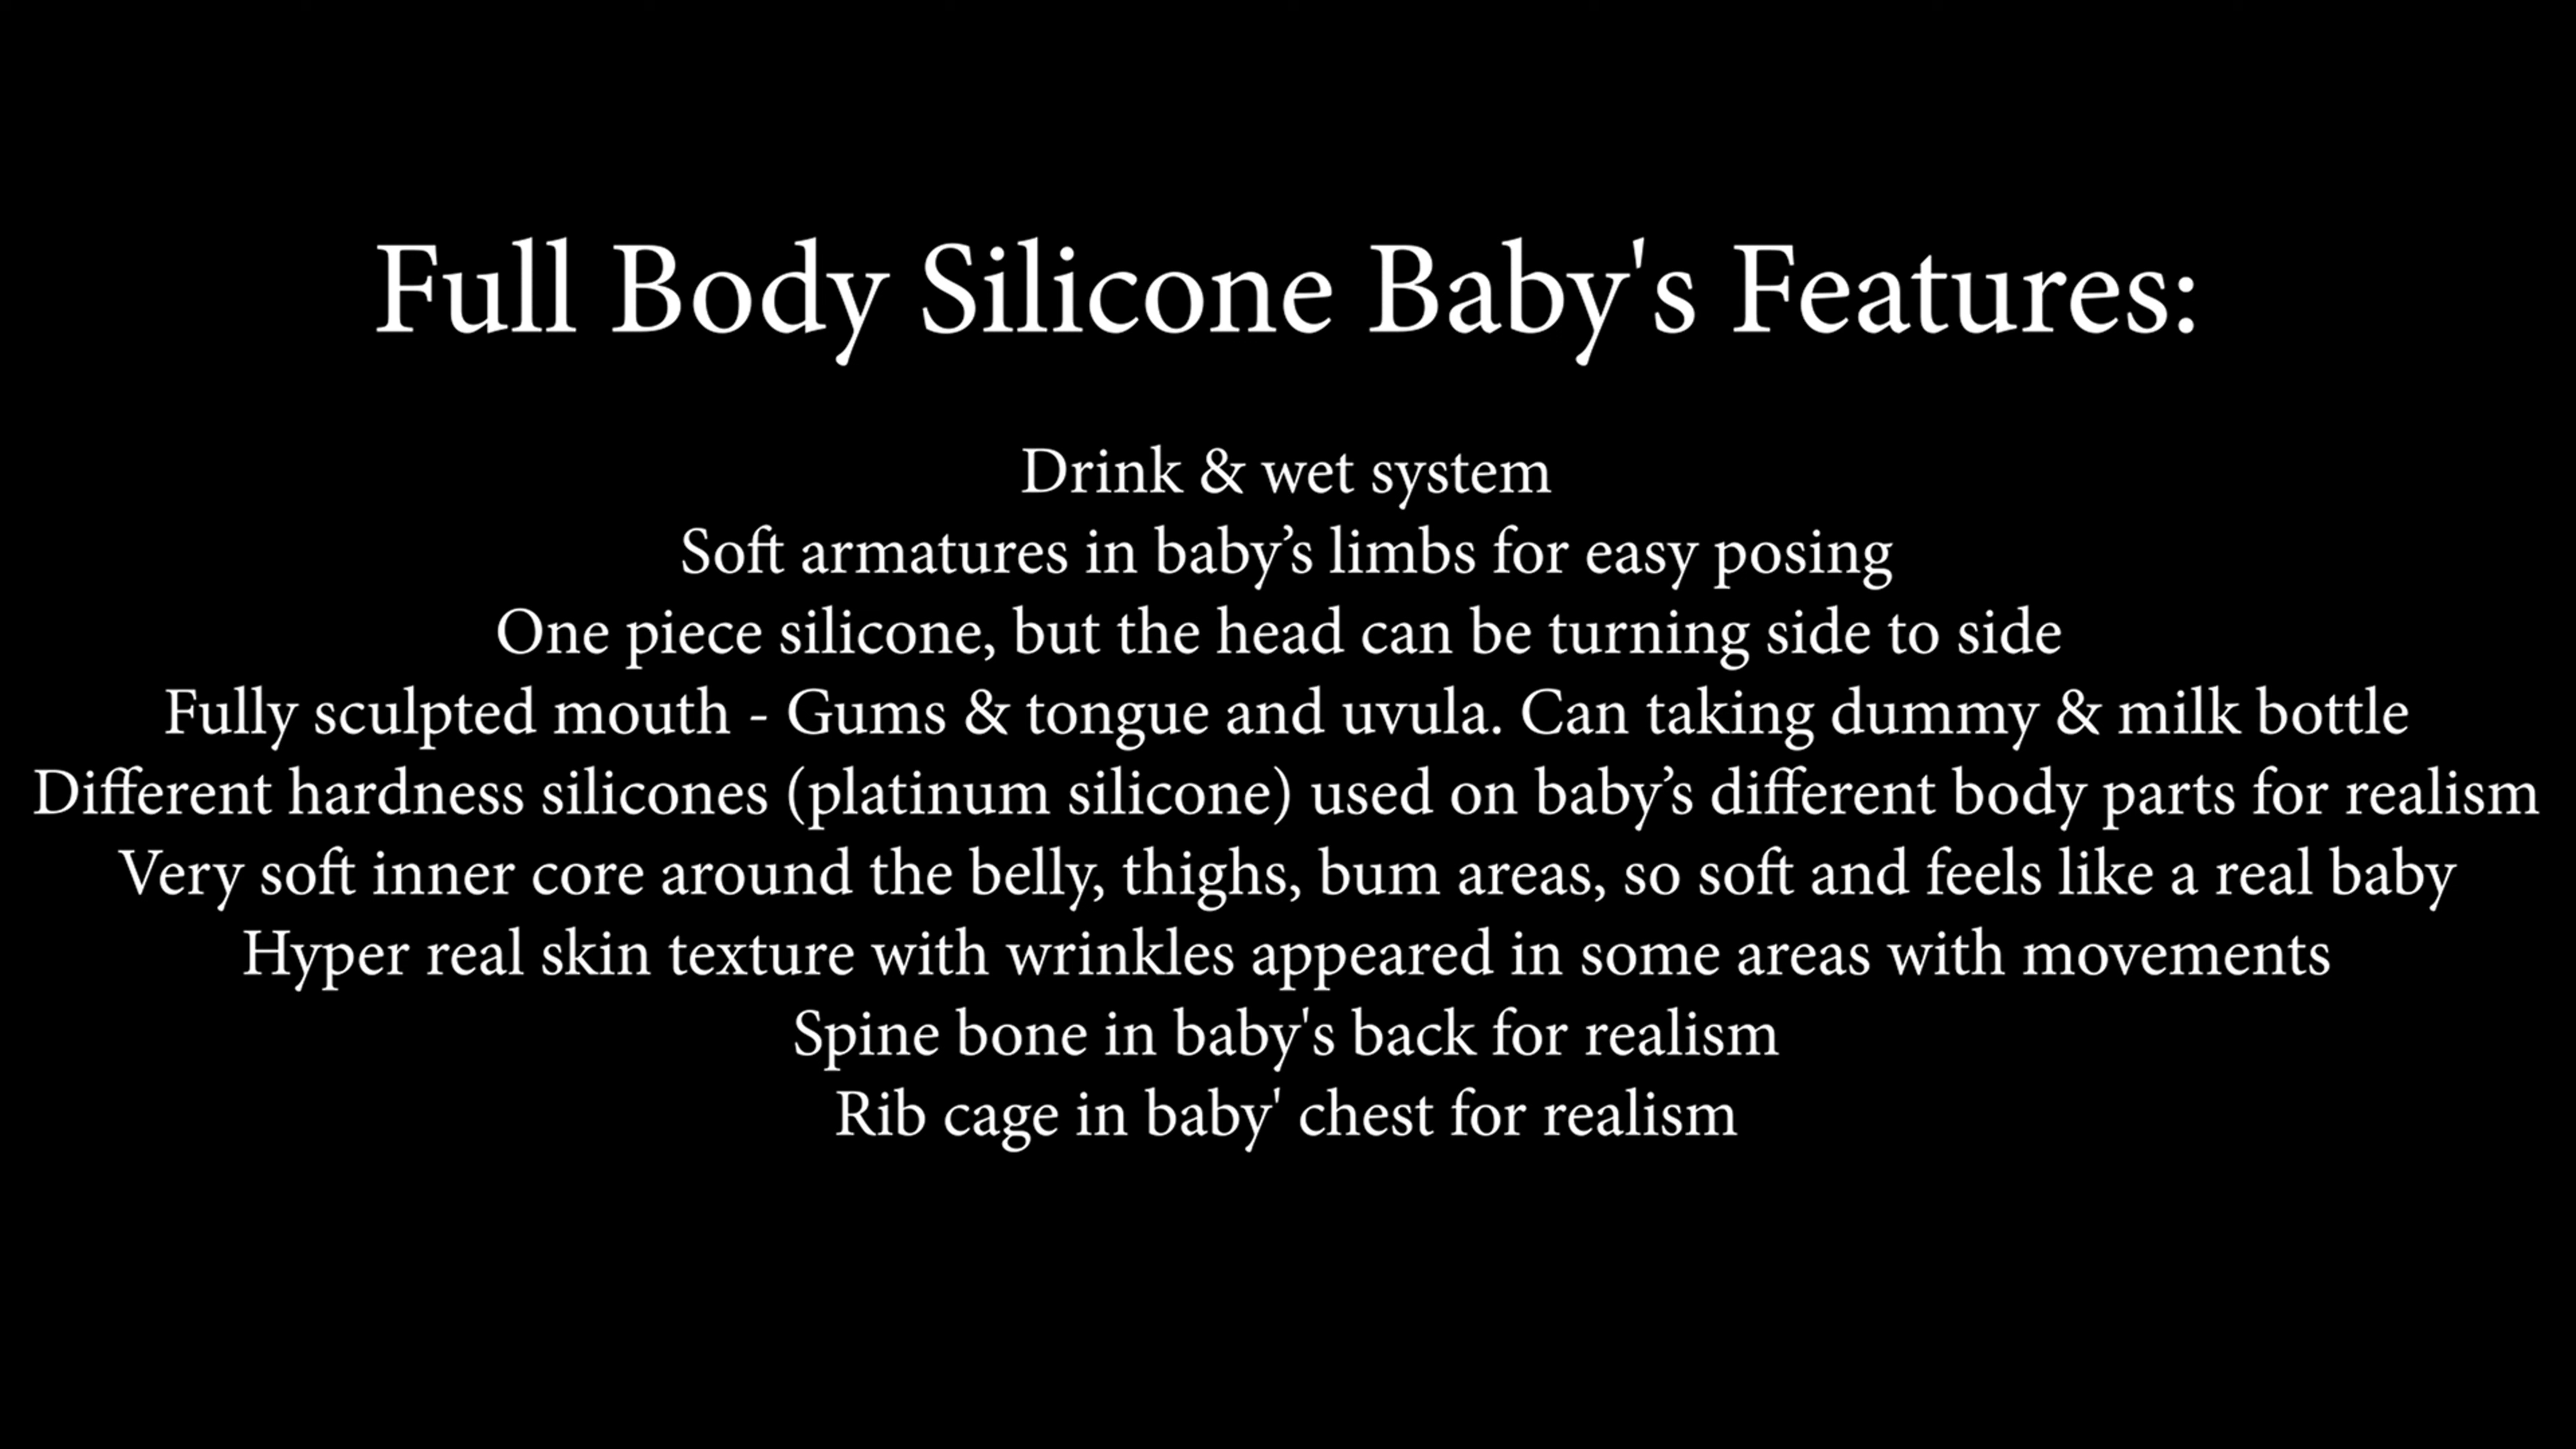 Full Body Silicone Baby's Features:
Drink & wet system
Soft armatures in baby’s limbs for easy posing
One piece silicone, but the head can be turning side to side
Fully sculpted mouth - Gums & tongue and uvula. Can taking dummy & milk bottle
Different hardness silicones (platinum silicone) used on baby’s different body parts for realism
Very soft inner core around the belly, thighs, bum areas, so soft and feels like a real baby
Hyper real skin texture with wrinkles appeared in some areas with movements
Spine bone in baby's back for realism
Rib cage in baby' chest for realism